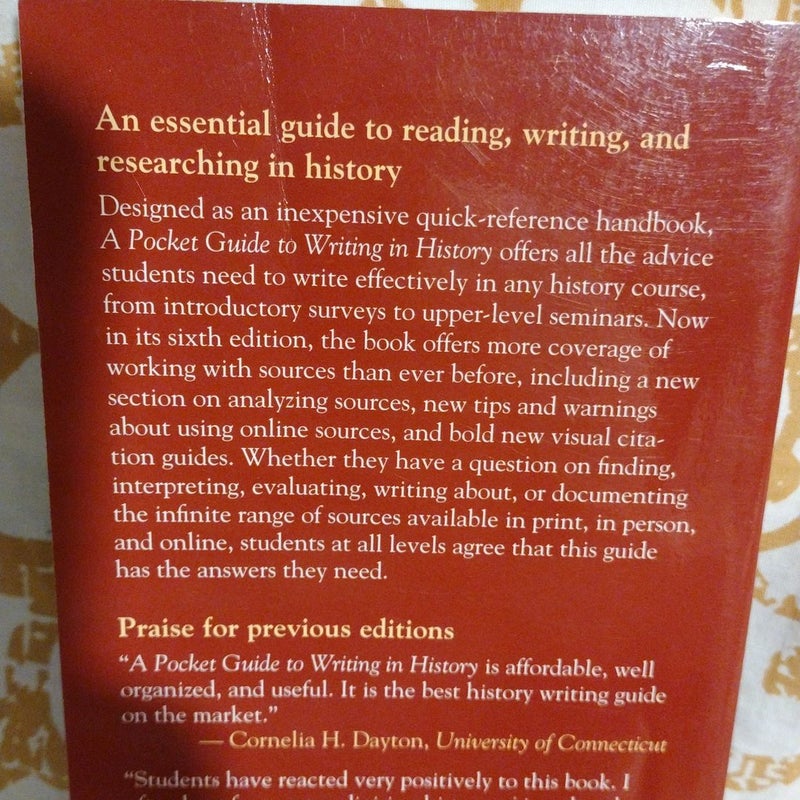 An essential guide to reading, writing, and
researching in history
Designed as an inexpensive quick-reference handbook,
A Pocket Guide to Writing in History offers all the advice
students need to write effectively in any history course,
from introductory surveys to upper-level seminars. Now
in its sixth edition, the book offers more coverage of
working with sources than ever before, including a new
section on analyzing sources, new tips and warnings
about using online sources, and bold new visual cita-
tion guides. Whether they have a question on finding,
interpreting, evaluating, writing about, or documenting
the infinite range of sources available in print, in person,
and online, students at all levels agree that this guide
has the answers they need.
Praise for previous editions
“A Pocket Guide to Writing in History is affordable, well
organized, and useful. It is the best history writing guide
on the market.”
— Cornelia H. Dayton, University of Connecticut
“Students have reacted very positively to this book. I